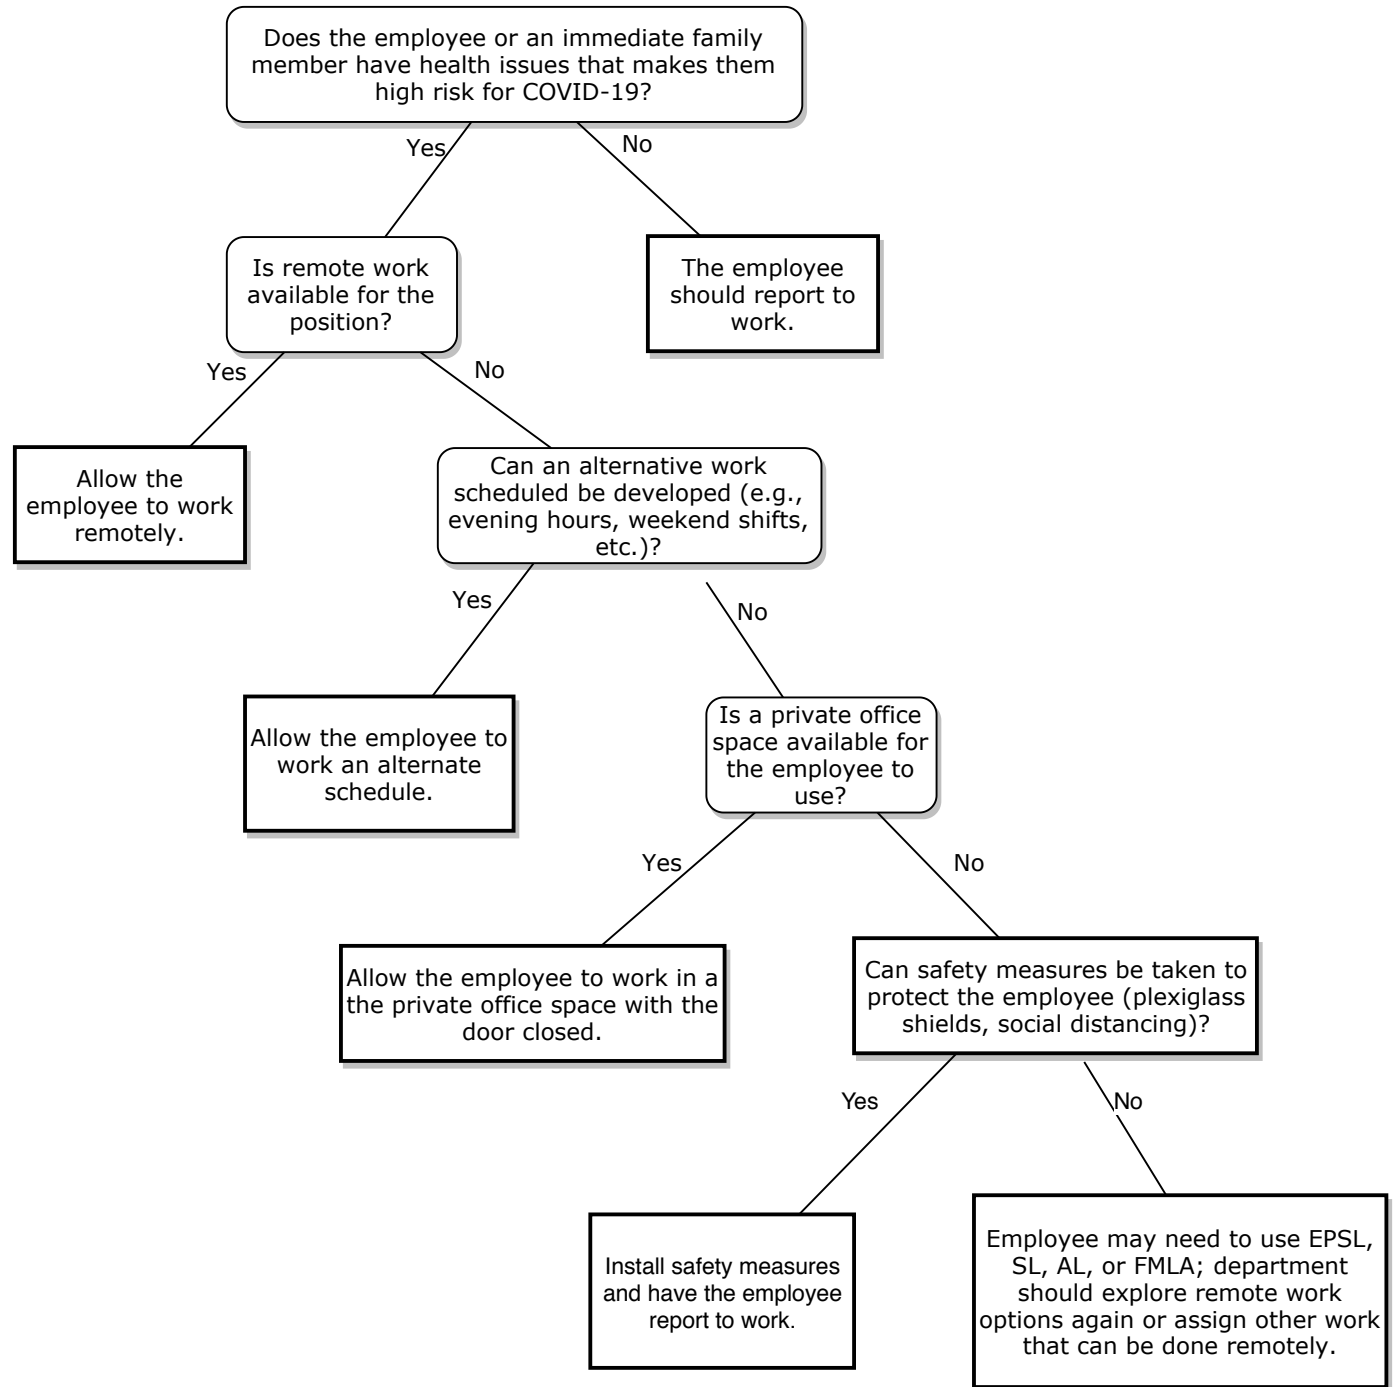 Does the employee or an immediate family
member have health issues that makes them
high risk for COVID-19?
Yes
No
Is remote work
available for the
position?
The employee
should report to
work.
Yes
No
Allow the
employee to work
remotely.
Can an alternative work
scheduled be developed (e.g.,
evening hours, weekend shifts,
etc.)?
Yes
No
Allow the employee to
work an alternate
schedule.
Is a private office
space available for
the employee to
use?
Yes
No
Allow the employee to work in a
the private office space with the
door closed.
Can safety measures be taken to
protect the employee (plexiglass
shields, social distancing)?
Yes
No
Install safety measures
and have the employee
report to work.
Employee may need to use EPSL,
SL, AL, or FMLA; department
should explore remote work
options again or assign other work
that can be done remotely.